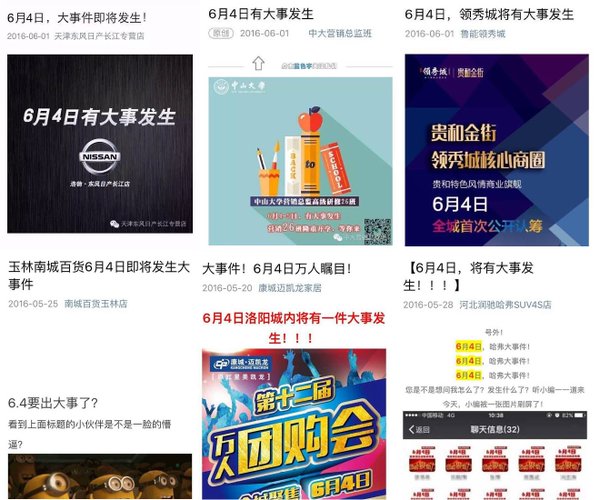 6月4日，大事件即将发生！
2016-06-01 天津东风日产长江专营店
6月4日有大事发生
NISSAN
浩物·东风日产长江店
天津东风日产长江专营店
玉林南城百货6月4日即将发生大
事件
2016-05-25 南城百货玉林店
6.4要出大事了?
看到上面标题的小伙伴是不是一脸的懵
逼?
6月4日有大事发生
原创 2016-06-01 中大营销总监班
点击蓝色字
中山大学
BACK
to
SCHOOL
中山大学营销总监高级研修26班
有大事发生
营销26班隆重开学，等你来
大事件！6月4日万人瞩目！
2016-05-20 康城迈凯龙家居
6月4日洛阳城内将有一件大事发
生！！！
康城·迈凯龙
KANGCHENG MACHEN
第十二届
万人团购会
6月4日
6月4日，领秀城将有大事发生
2016-06-01 鲁能领秀城
领秀城 贵和金街
贵和金街
领秀城核心商圈
贵和特色风情商业旗舰
6月4日
全城首次公开认筹
【6月4日，将有大事发
生！！！】
2016-05-28 河北润驰哈弗SUV4S店
号外！
6月4日，哈弗大事件！
6月4日，哈弗大事件！
6月4日，哈弗大事件！
您是不是想问我怎么了？发生什么了？听小编一一道来
今天，小编被一张图片刷屏了！
中国移动 4G 10:38 82%
聊天信息(32)